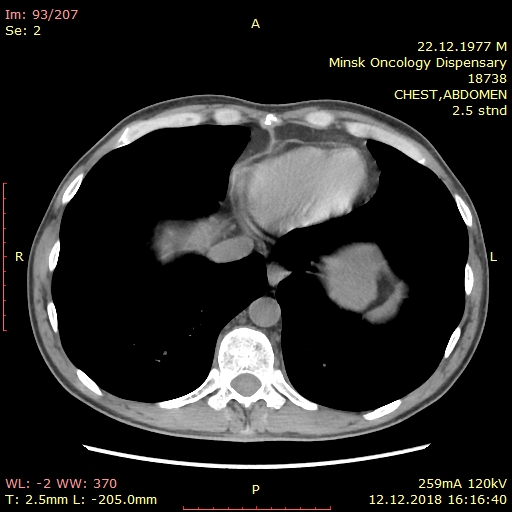 Im: 93/207
Se: 2
A
22.12.1977 M
Minsk Oncology Dispensary
18738
CHEST,ABDOMEN
2.5 stnd
R
L
WL: -2 WW: 370
T: 2.5mm L: -205.0mm
P
259mA 120kV
12.12.2018 16:16:40